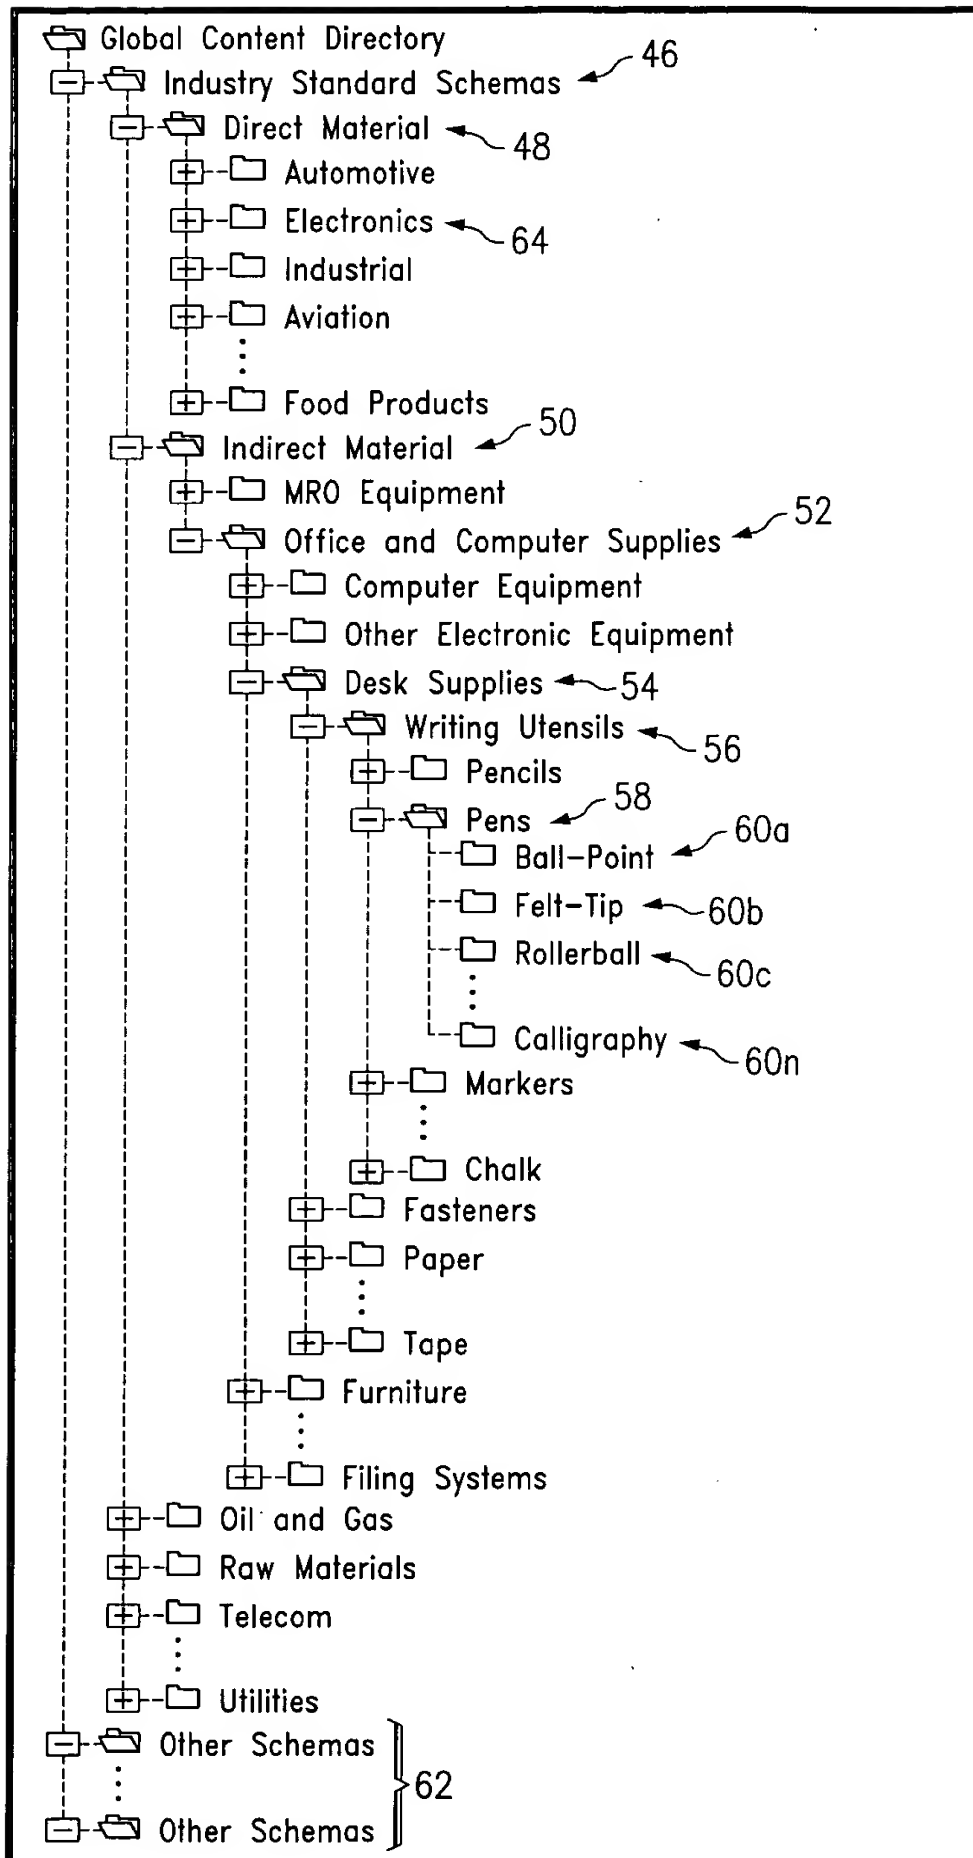 Global Content Directory
Industry Standard Schemas 46
Direct Material 48
Automotive
Electronics 64
Industrial
Aviation
Food Products
Indirect Material 50
MRO Equipment
Office and Computer Supplies 52
Computer Equipment
Other Electronic Equipment
Desk Supplies 54
Writing Utensils 56
Pencils
Pens 58
Ball-Point 60a
Felt-Tip 60b
Rollerball 60c
Calligraphy 60n
Markers
Chalk
Fasteners
Paper
Tape
Furniture
Filing Systems
Oil and Gas
Raw Materials
Telecom
Utilities
Other Schemas
62
Other Schemas